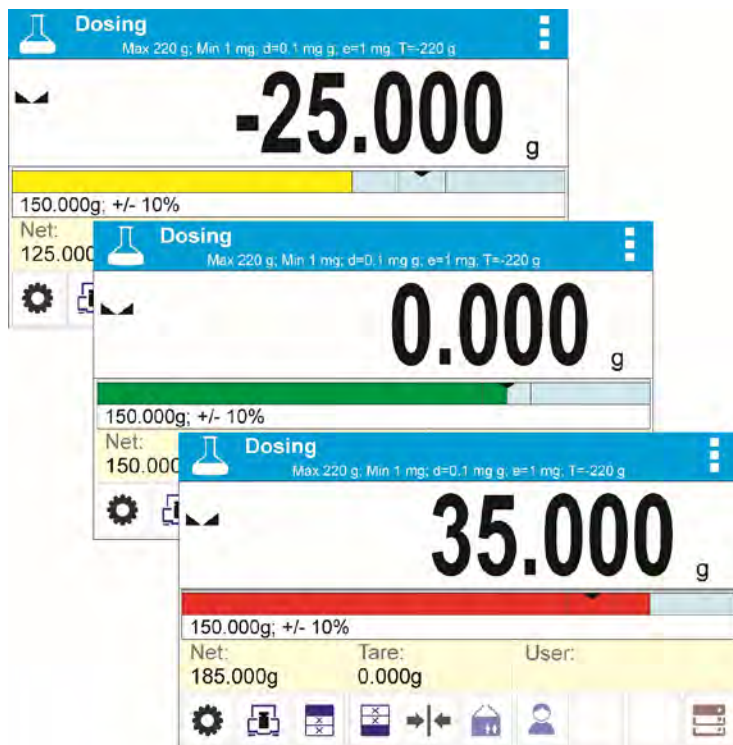 Dosing
Max 220 g; Min 1 mg; d=0.1 mg g; e=1 mg; T=-220 g
-25.000 g
150.000g; +/- 10%
Net:
125.000
Dosing
Max 220 g; Min 1 mg; d=0.1 mg g; e=1 mg; T=-220 g
0.000 g
150.000g; +/- 10%
Net:
150.000
Dosing
Max 220 g; Min 1 mg; d=0.1 mg g; e=1 mg; T=-220 g
35.000 g
150.000g; +/- 10%
Net: Tare: User:
185.000g 0.000g